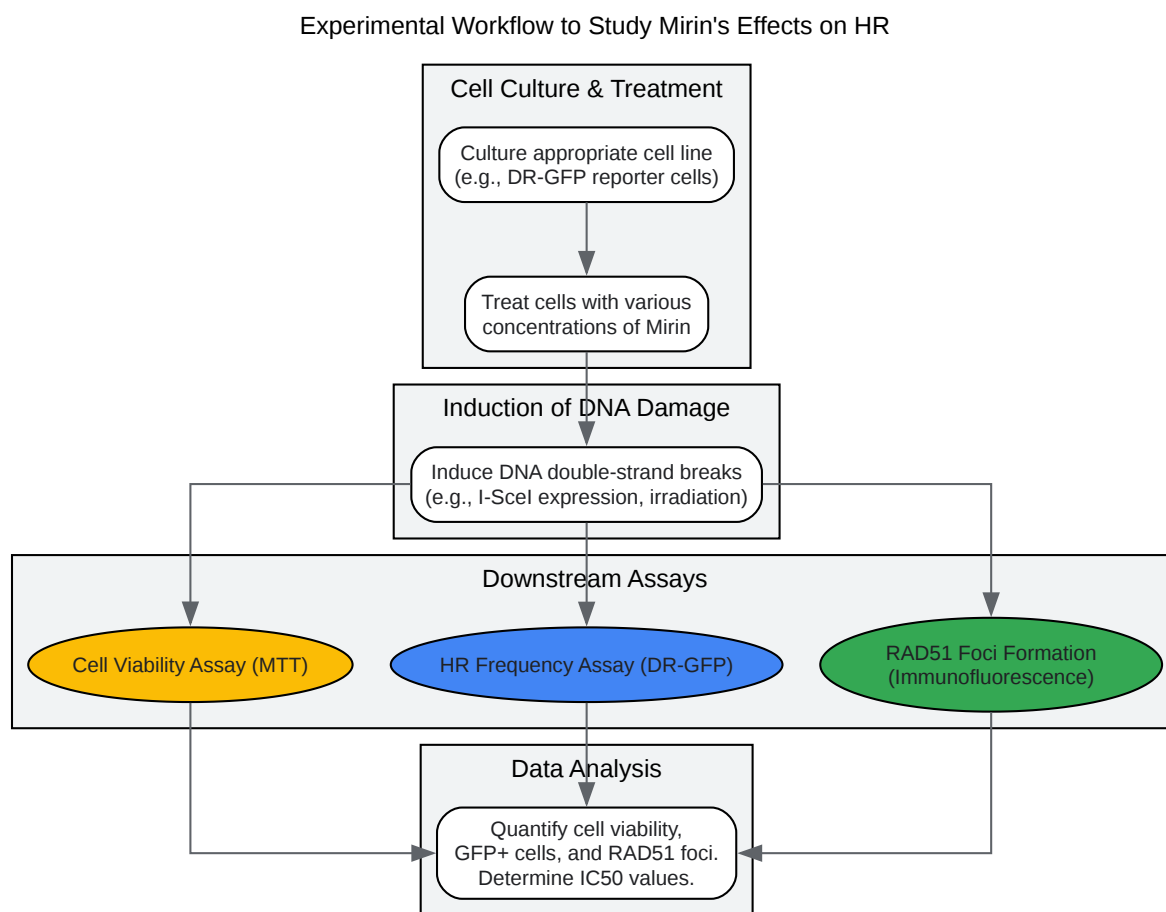 Experimental Workflow to Study Mirin's Effects on HR
Cell Culture & Treatment
Culture appropriate cell line
(e.g., DR-GFP reporter cells)
Treat cells with various
concentrations of Mirin
Induction of DNA Damage
Induce DNA double-strand breaks
(e.g., I-SceI expression, irradiation)
Downstream Assays
Cell Viability Assay (MTT)
HR Frequency Assay (DR-GFP)
RAD51 Foci Formation
(Immunofluorescence)
Data Analysis
Quantify cell viability,
GFP+ cells, and RAD51 foci.
Determine IC50 values.